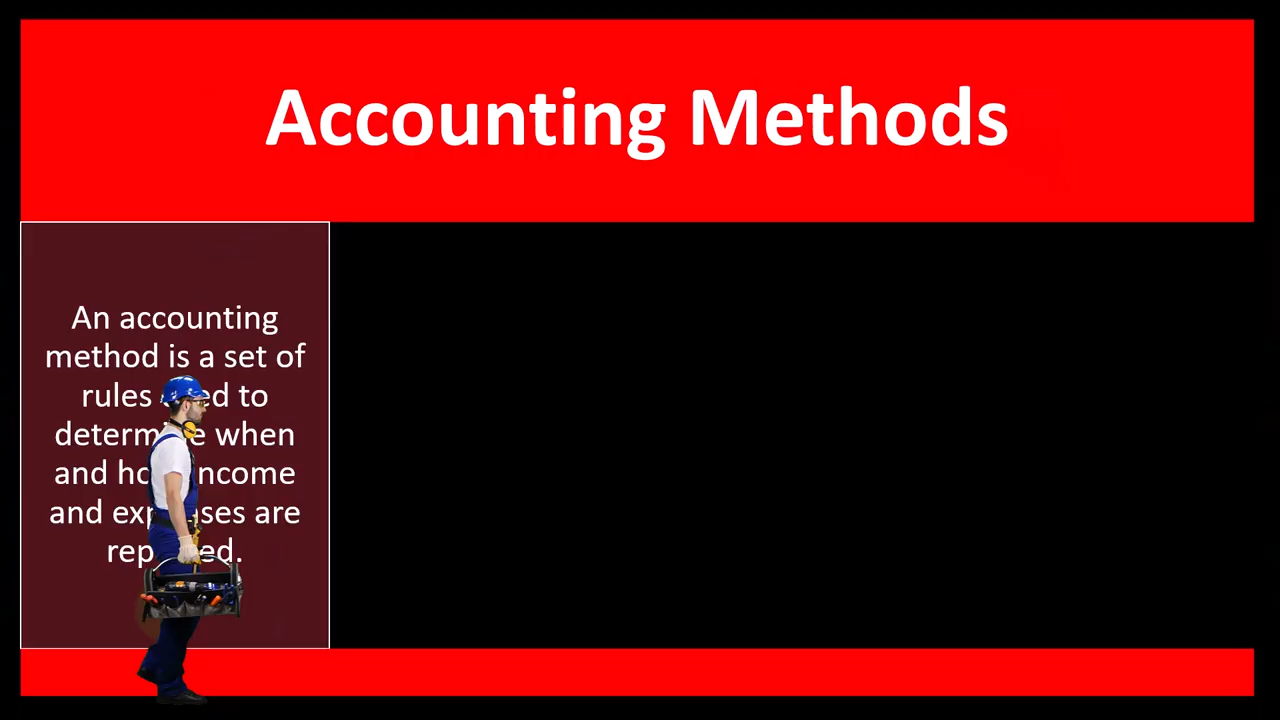 Accounting Methods
An accounting
method is a set of
rules to
when
and
and are